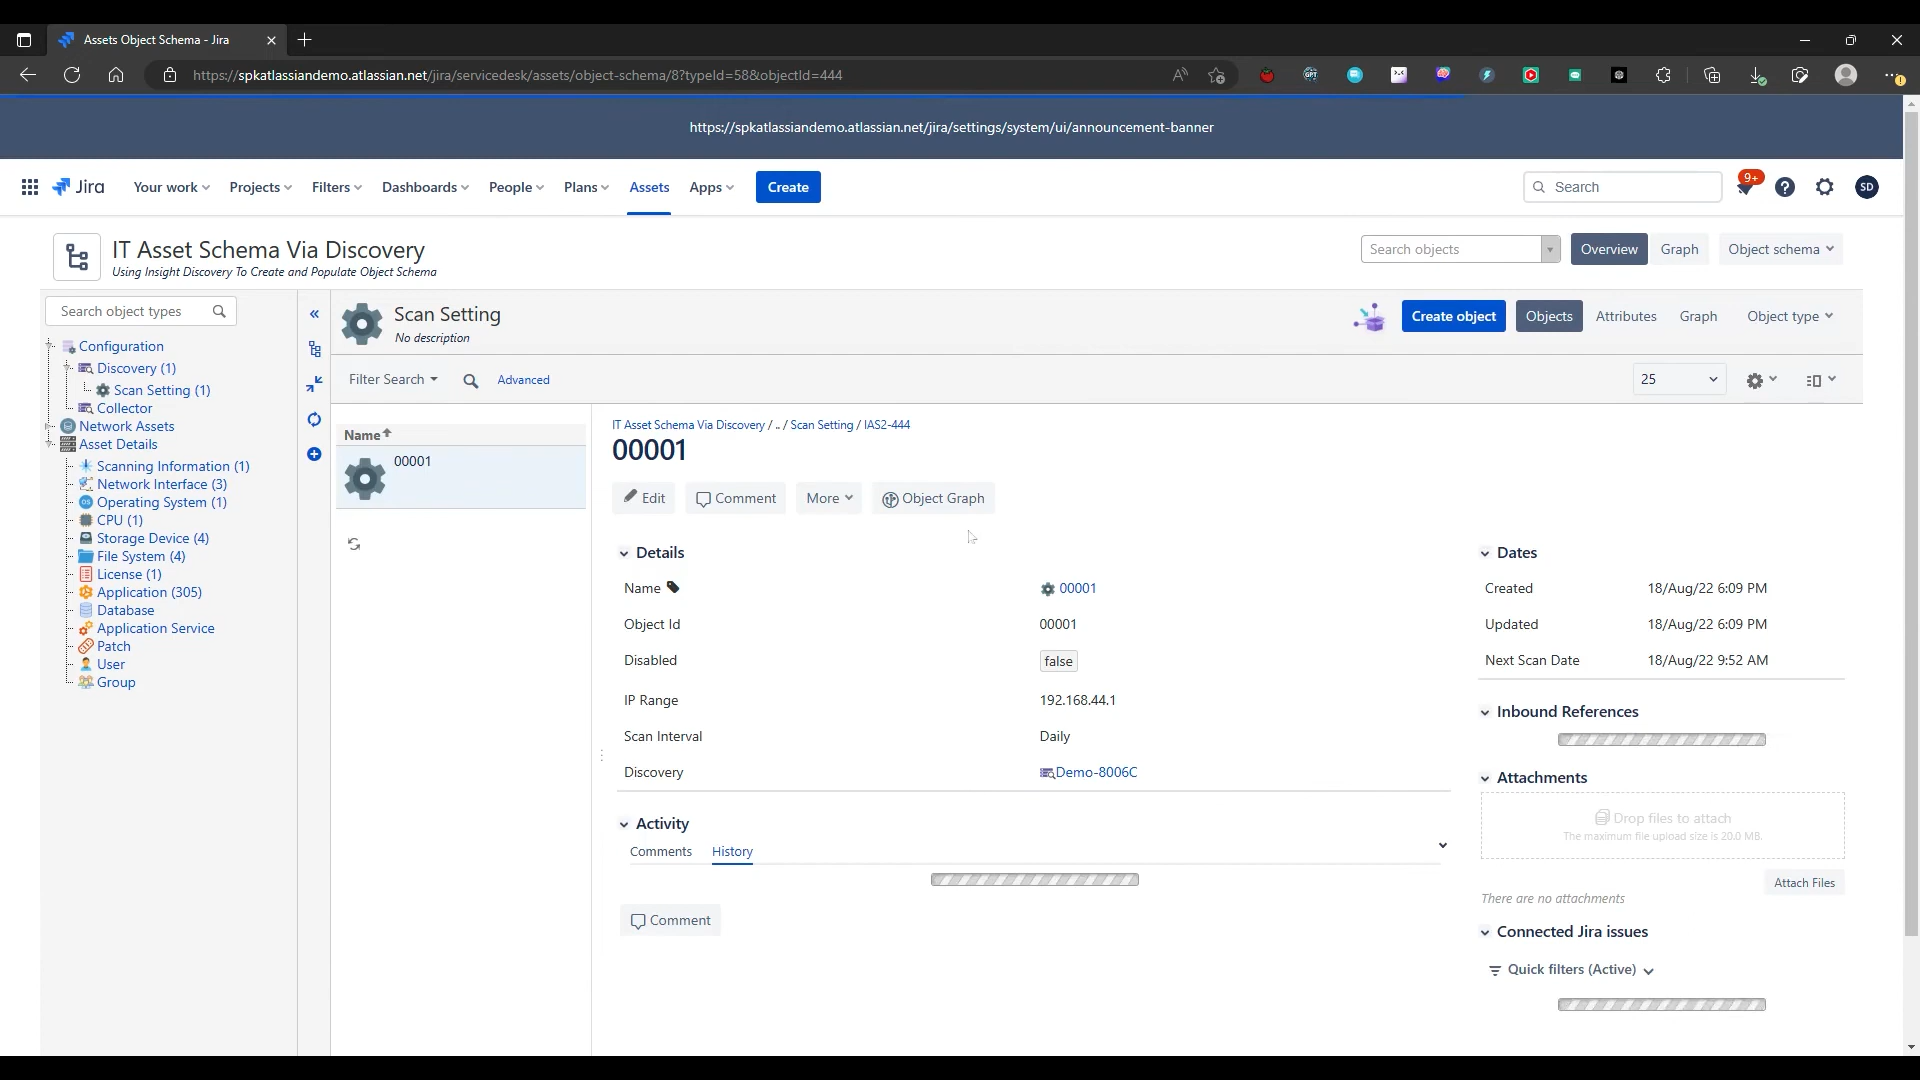 Assets Object Schema - Jira
https://spkatlassiandemo.atlassian.net/jira/servicedesk/assets/object-schema/8?typeId=58&objectId=444
https://spkatlassiandemo.atlassian.net/jira/settings/system/ui/announcement-banner
Jira
Your work
Projects
Filters
Dashboards
People
Plans
Assets
Apps
Create
Search
9+
SD
IT Asset Schema Via Discovery
Using Insight Discovery To Create and Populate Object Schema
Search objects
Overview
Graph
Object schema
Search object types
Configuration
Discovery (1)
Scan Setting (1)
Collector
Network Assets
Asset Details
Scanning Information (1)
Network Interface (3)
Operating System (1)
CPU (1)
Storage Device (4)
File System (4)
License (1)
Application (305)
Database
Application Service
Patch
User
Group
Scan Setting
No description
Create object
Objects
Attributes
Graph
Object type
Filter Search
Advanced
25
Name
00001
IT Asset Schema Via Discovery / .. / Scan Setting / IAS2-444
00001
Edit
Comment
More
Object Graph
Details
Name 00001
Object Id 00001
Disabled false
IP Range 192.168.44.1
Scan Interval Daily
Discovery Demo-8006C
Activity
Comments
History
Comment
Dates
Created 18/Aug/22 6:09 PM
Updated 18/Aug/22 6:09 PM
Next Scan Date 18/Aug/22 9:52 AM
Inbound References
Attachments
Drop files to attach
The maximum file upload size is 20.0 MB.
Attach Files
There are no attachments
Connected Jira issues
Quick filters (Active)